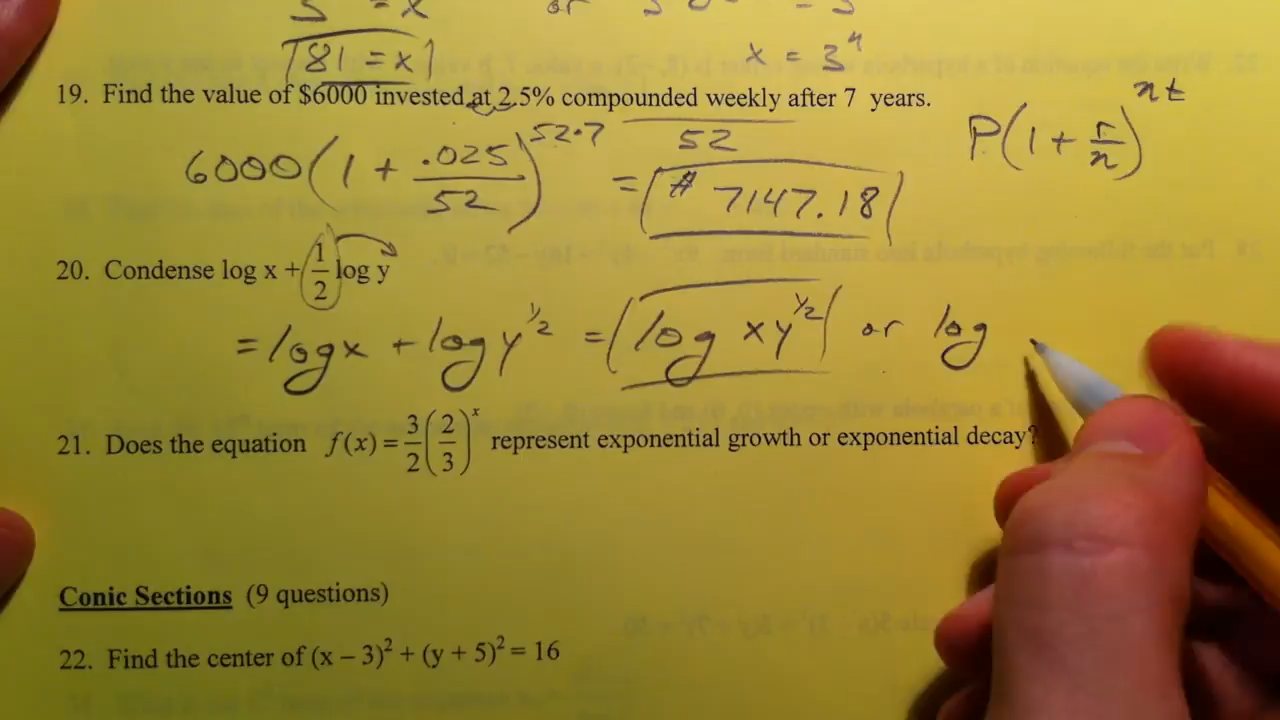 or
81 = x
x = 3⁴
19. Find the value of $6000 invested at 2.5% compounded weekly after 7 years.
P(1 + r/n)^nt
6000(1 + .025/52)^52·7 = $ 7147.18
52
20. Condense log x + 1/2 log y
= log x + log y^1/2 = log xy^1/2 or log
21. Does the equation f(x) = 3/2(2/3)^x represent exponential growth or exponential decay?
Conic Sections (9 questions)
22. Find the center of (x – 3)² + (y + 5)² = 16